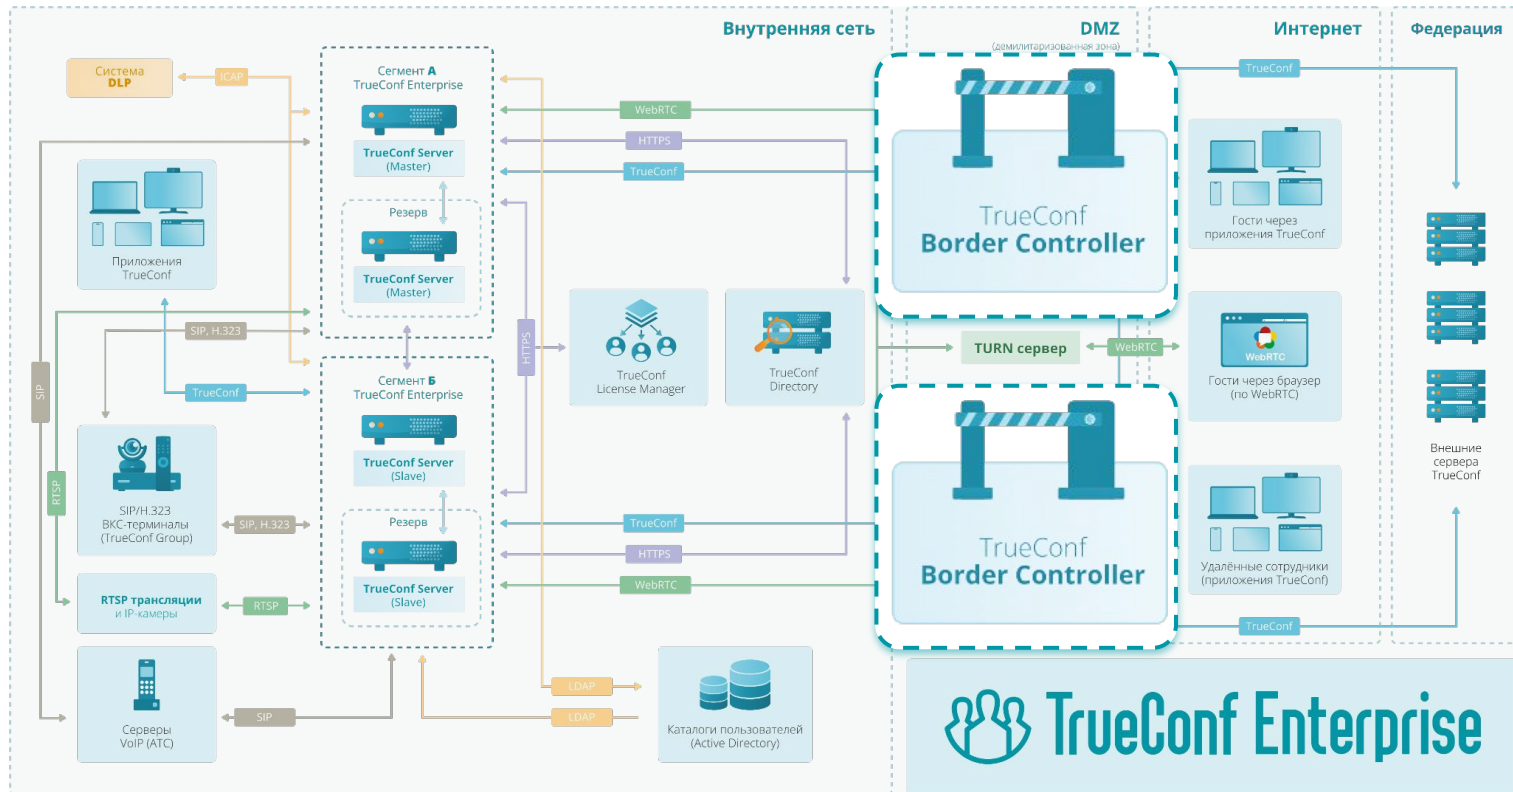 Внутренняя сеть
DMZ
(демилитаризованная зона)
Интернет
Федерация
Система
DLP
ICAP
Сегмент А
TrueConf Enterprise
TrueConf Server
(Master)
Резерв
TrueConf Server
(Master)
WebRTC
HTTPS
TrueConf
TrueConf
Border Controller
TrueConf
Гости через
приложения TrueConf
Приложения
TrueConf
SIP, H.323
TrueConf
SIP
RTSP
HTTPS
TrueConf
License Manager
TrueConf
Directory
TURN сервер
WebRTC
WebRTC
Гости через браузер
(по WebRTC)
Внешние
сервера
TrueConf
Сегмент Б
TrueConf Enterprise
TrueConf Server
(Slave)
Резерв
TrueConf Server
(Slave)
SIP/H.323
ВКС-терминалы
(TrueConf Group)
SIP, H.323
TrueConf
HTTPS
WebRTC
TrueConf
Border Controller
Удалённые сотрудники
(приложения TrueConf)
TrueConf
RTSP трансляции
и IP-камеры
RTSP
Серверы
VoIP (АТС)
SIP
LDAP
LDAP
Каталоги пользователей
(Active Directory)
TrueConf Enterprise